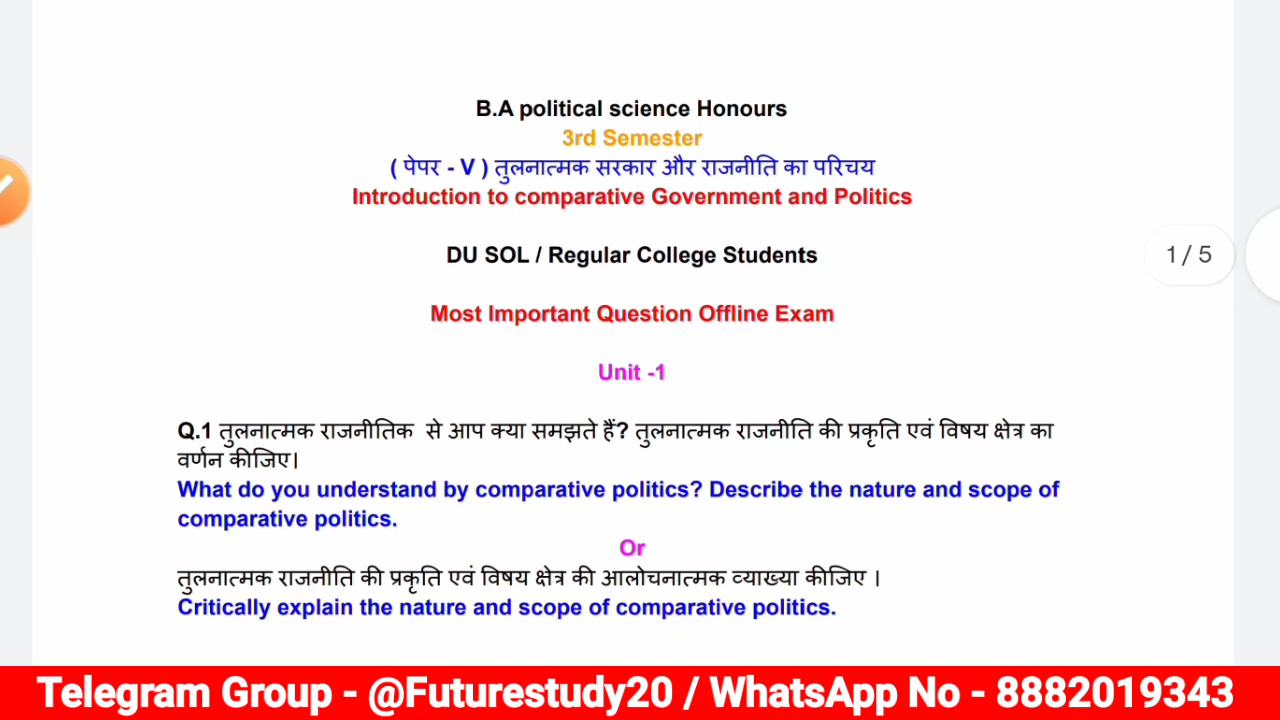 B.A political science Honours
3rd Semester
( पेपर - V ) तुलनात्मक सरकार और राजनीति का परिचय
Introduction to comparative Government and Politics
DU SOL / Regular College Students
1 / 5
Most Important Question Offline Exam
Unit -1
Q.1 तुलनात्मक राजनीतिक से आप क्या समझते हैं? तुलनात्मक राजनीति की प्रकृति एवं विषय क्षेत्र का
वर्णन कीजिए।
What do you understand by comparative politics? Describe the nature and scope of
comparative politics.
Or
तुलनात्मक राजनीति की प्रकृति एवं विषय क्षेत्र की आलोचनात्मक व्याख्या कीजिए ।
Critically explain the nature and scope of comparative politics.
Telegram Group - @Futurestudy20 / WhatsApp No - 8882019343